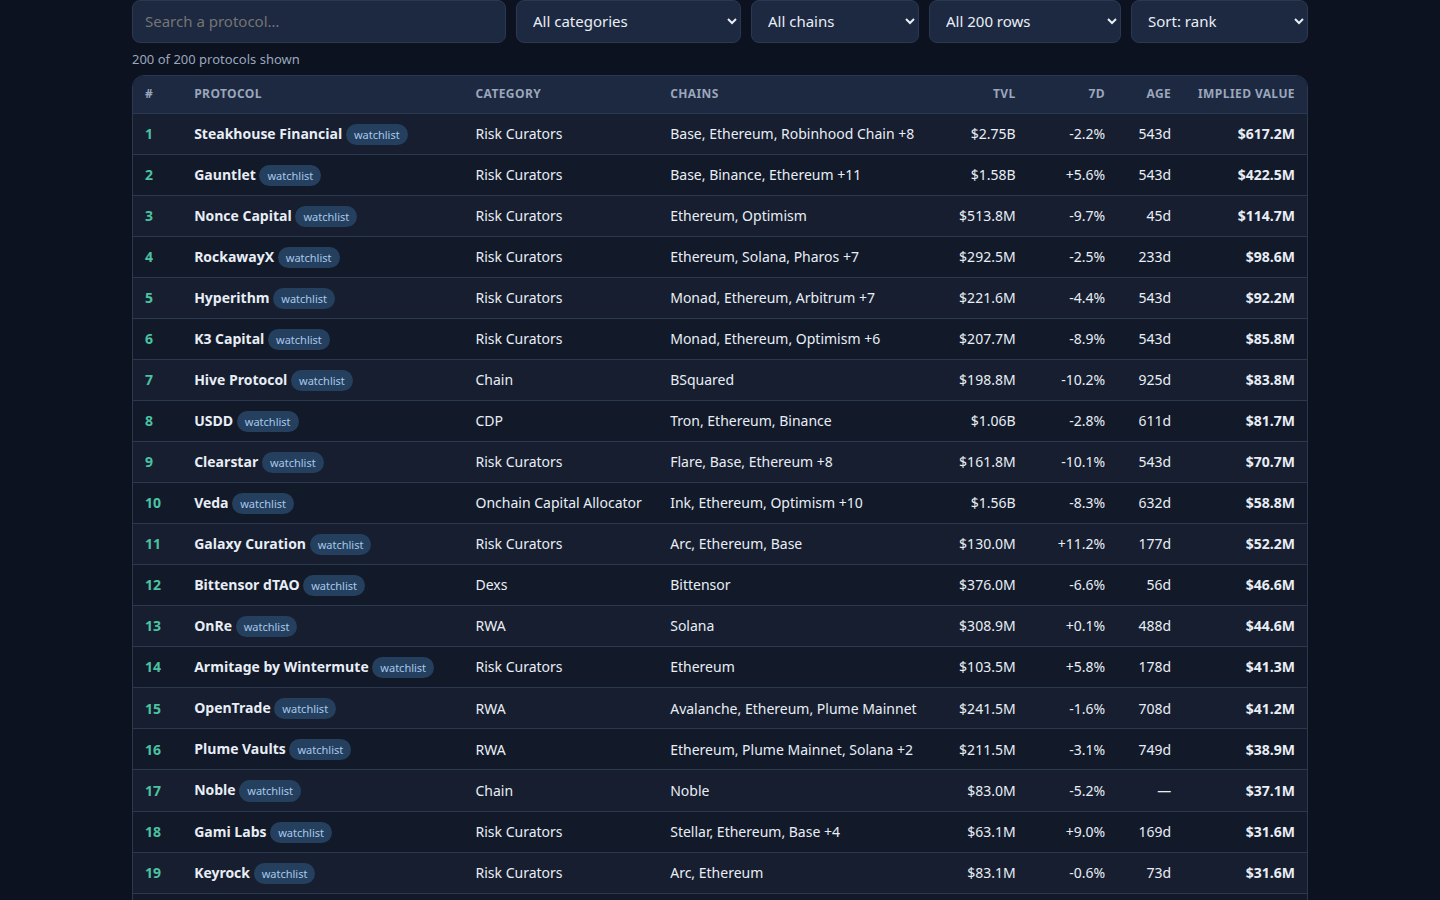 Search a protocol...
All categories
All chains
All 200 rows
Sort: rank
200 of 200 protocols shown
# PROTOCOL CATEGORY CHAINS TVL 7D AGE IMPLIED VALUE
1 Steakhouse Financial watchlist Risk Curators Base, Ethereum, Robinhood Chain +8 $2.75B -2.2% 543d $617.2M
2 Gauntlet watchlist Risk Curators Base, Binance, Ethereum +11 $1.58B +5.6% 543d $422.5M
3 Nonce Capital watchlist Risk Curators Ethereum, Optimism $513.8M -9.7% 45d $114.7M
4 RockawayX watchlist Risk Curators Ethereum, Solana, Pharos +7 $292.5M -2.5% 233d $98.6M
5 Hyperithm watchlist Risk Curators Monad, Ethereum, Arbitrum +7 $221.6M -4.4% 543d $92.2M
6 K3 Capital watchlist Risk Curators Monad, Ethereum, Optimism +6 $207.7M -8.9% 543d $85.8M
7 Hive Protocol watchlist Chain BSquared $198.8M -10.2% 925d $83.8M
8 USDD watchlist CDP Tron, Ethereum, Binance $1.06B -2.8% 611d $81.7M
9 Clearstar watchlist Risk Curators Flare, Base, Ethereum +8 $161.8M -10.1% 543d $70.7M
10 Veda watchlist Onchain Capital Allocator Ink, Ethereum, Optimism +10 $1.56B -8.3% 632d $58.8M
11 Galaxy Curation watchlist Risk Curators Arc, Ethereum, Base $130.0M +11.2% 177d $52.2M
12 Bittensor dTAO watchlist Dexs Bittensor $376.0M -6.6% 56d $46.6M
13 OnRe watchlist RWA Solana $308.9M +0.1% 488d $44.6M
14 Armitage by Wintermute watchlist Risk Curators Ethereum $103.5M +5.8% 178d $41.3M
15 OpenTrade watchlist RWA Avalanche, Ethereum, Plume Mainnet $241.5M -1.6% 708d $41.2M
16 Plume Vaults watchlist RWA Ethereum, Plume Mainnet, Solana +2 $211.5M -3.1% 749d $38.9M
17 Noble watchlist Chain Noble $83.0M -5.2% — $37.1M
18 Gami Labs watchlist Risk Curators Stellar, Ethereum, Base +4 $63.1M +9.0% 169d $31.6M
19 Keyrock watchlist Risk Curators Arc, Ethereum $83.1M -0.6% 73d $31.6M